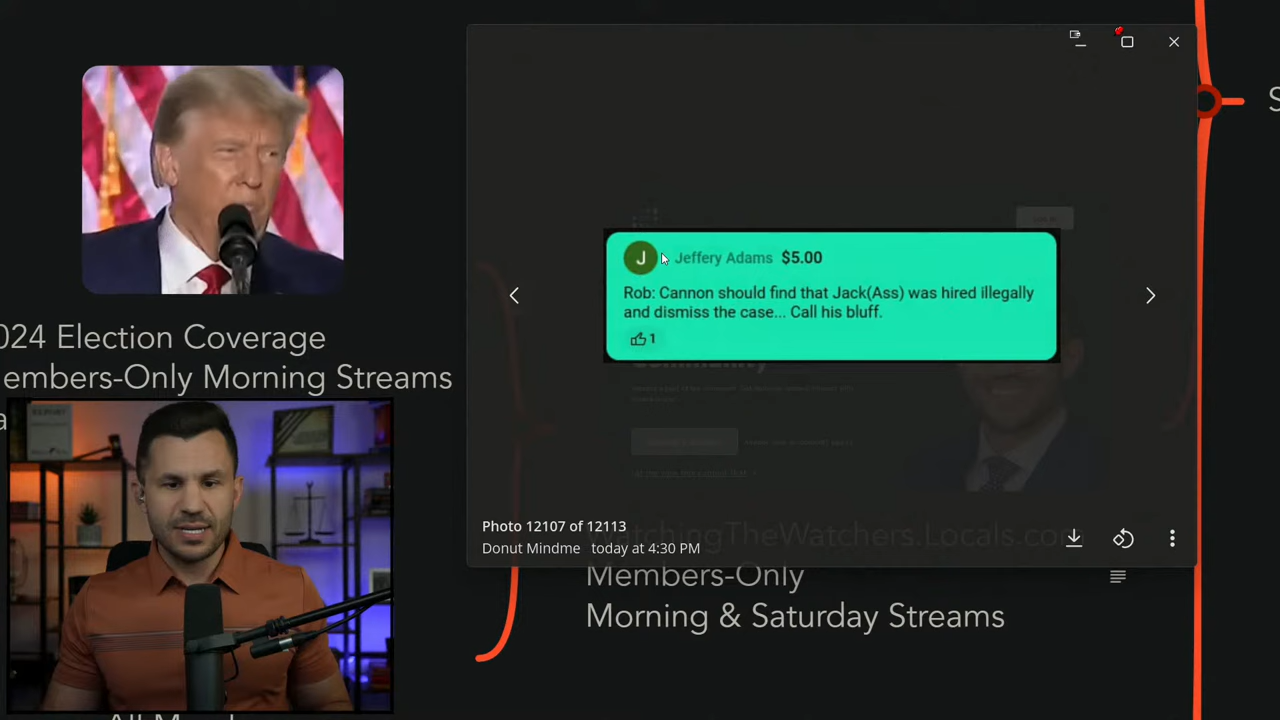 024 Election Coverage
embers-Only Morning Streams
J
Jeffery Adams $5.00
Rob: Cannon should find that Jack(Ass) was hired illegally
and dismiss the case... Call his bluff.
1
Photo 12107 of 12113
Donut Mindme today at 4:30 PM
WatchingTheWatchers.Locals.com
Members-Only
Morning & Saturday Streams